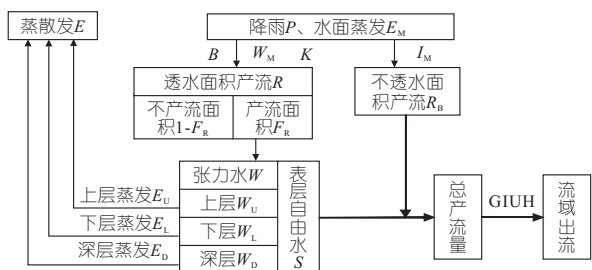 蒸散发E
降雨P、水面蒸发E_M
B W_M K I_M
透水面积产流R
不产流面
积1-F_R
产流面
积F_R
不透水面
积产流R_B
张力水W
上层W_U
下层W_L
深层W_D
表层自由水S
上层蒸发E_U
下层蒸发E_L
深层蒸发E_D
总产流量
GIUH
流域出流